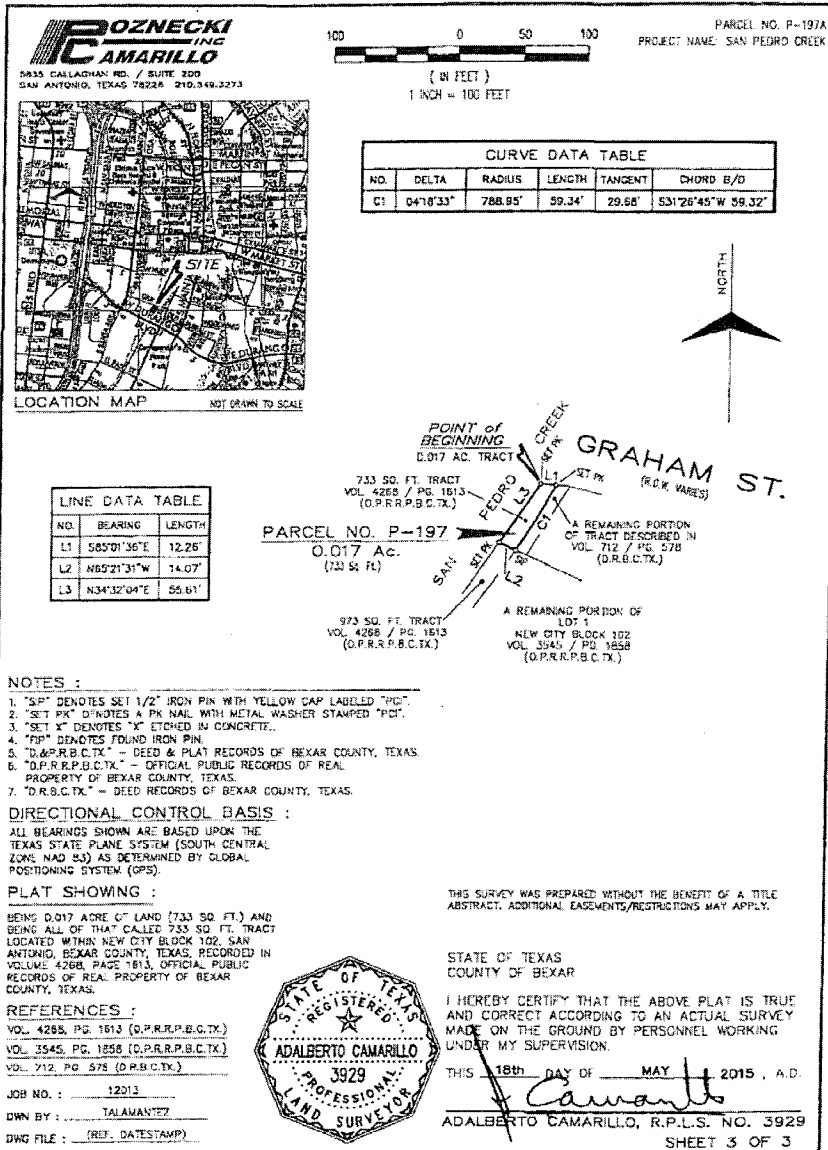 POZNECKI
INC
CAMARILLO
5835 CALLAGHAN RD. / SUITE 200
SAN ANTONIO, TEXAS 78228 210.349.3273
100 0 50 100
( IN FEET )
1 INCH = 100 FEET
PARCEL NO. P-197A
PROJECT NAME: SAN PEDRO CREEK
CURVE DATA TABLE
NO. DELTA RADIUS LENGTH TANGENT CHORD B/D
C1 04°18'33" 788.95' 59.34' 29.68' S31°26'45"W 59.32'
SITE
LOCATION MAP
NOT DRAWN TO SCALE
NORTH
POINT of
BEGINNING
0.017 AC. TRACT
SAN PEDRO CREEK
SET PK
L1
SET PK
GRAHAM ST.
(R.O.W. VARIES)
733 SQ. FT. TRACT
VOL 4268 / PG. 1613
(O.P.R.R.P.B.C.TX.)
L3
C1
A REMAINING PORTION
OF TRACT DESCRIBED IN
VOL. 712 / PG. 578
(D.R.B.C.TX.)
PARCEL NO. P-197
0.017 Ac.
(733 Sq. Ft.)
SET PK
L2
973 SQ. FT. TRACT
VOL. 4268 / PG. 1613
(O.P.R.R.P.B.C.TX.)
A REMAINING PORTION OF
LOT 1
NEW CITY BLOCK 102
VOL. 3545 / PG. 1858
(O.P.R.R.P.B.C.TX.)
LINE DATA TABLE
NO. BEARING LENGTH
L1 S85°01'36"E 12.26'
L2 N65°21'31"W 14.07'
L3 N34°32'04"E 55.61'
NOTES :
1. "SIP" DENOTES SET 1/2" IRON PIN WITH YELLOW CAP LABELED "PCI".
2. "SET PK" DENOTES A PK NAIL WITH METAL WASHER STAMPED "PCI".
3. "SET X" DENOTES "X" ETCHED IN CONCRETE..
4. "FIP" DENOTES FOUND IRON PIN.
5. "D.&P.R.B.C.TX." – DEED & PLAT RECORDS OF BEXAR COUNTY, TEXAS.
6. "O.P.R.R.P.B.C.TX." – OFFICIAL PUBLIC RECORDS OF REAL
PROPERTY OF BEXAR COUNTY, TEXAS.
7. "D.R.B.C.TX." – DEED RECORDS OF BEXAR COUNTY, TEXAS.
DIRECTIONAL CONTROL BASIS :
ALL BEARINGS SHOWN ARE BASED UPON THE
TEXAS STATE PLANE SYSTEM (SOUTH CENTRAL
ZONE NAD 83) AS DETERMINED BY GLOBAL
POSITIONING SYSTEM (GPS).
PLAT SHOWING :
BEING 0.017 ACRE OF LAND (733 SQ. FT.) AND
BEING ALL OF THAT CALLED 733 SQ. FT. TRACT
LOCATED WITHIN NEW CITY BLOCK 102, SAN
ANTONIO, BEXAR COUNTY, TEXAS, RECORDED IN
VOLUME 4268, PAGE 1613, OFFICIAL PUBLIC
RECORDS OF REAL PROPERTY OF BEXAR
COUNTY, TEXAS.
REFERENCES :
VOL. 4268, PG. 1613 (O.P.R.R.P.B.C.TX.)
VOL. 3545, PG. 1858 (O.P.R.R.P.B.C.TX.)
VOL. 712, PG. 578 (D.R.B.C.TX.)
JOB NO. : 12013
DWN BY : TALAMANTEZ
DWG FILE : (REF. DATESTAMP)
STATE OF TEXAS
REGISTERED
ADALBERTO CAMARILLO
3929
PROFESSIONAL
LAND SURVEYOR
THIS SURVEY WAS PREPARED WITHOUT THE BENEFIT OF A TITLE
ABSTRACT. ADDITIONAL EASEMENTS/RESTRICTIONS MAY APPLY.
STATE OF TEXAS
COUNTY OF BEXAR
I HEREBY CERTIFY THAT THE ABOVE PLAT IS TRUE
AND CORRECT ACCORDING TO AN ACTUAL SURVEY
MADE ON THE GROUND BY PERSONNEL WORKING
UNDER MY SUPERVISION.
THIS 18th DAY OF MAY 2015 , A.D.
ADALBERTO CAMARILLO, R.P.L.S. NO. 3929
SHEET 3 OF 3